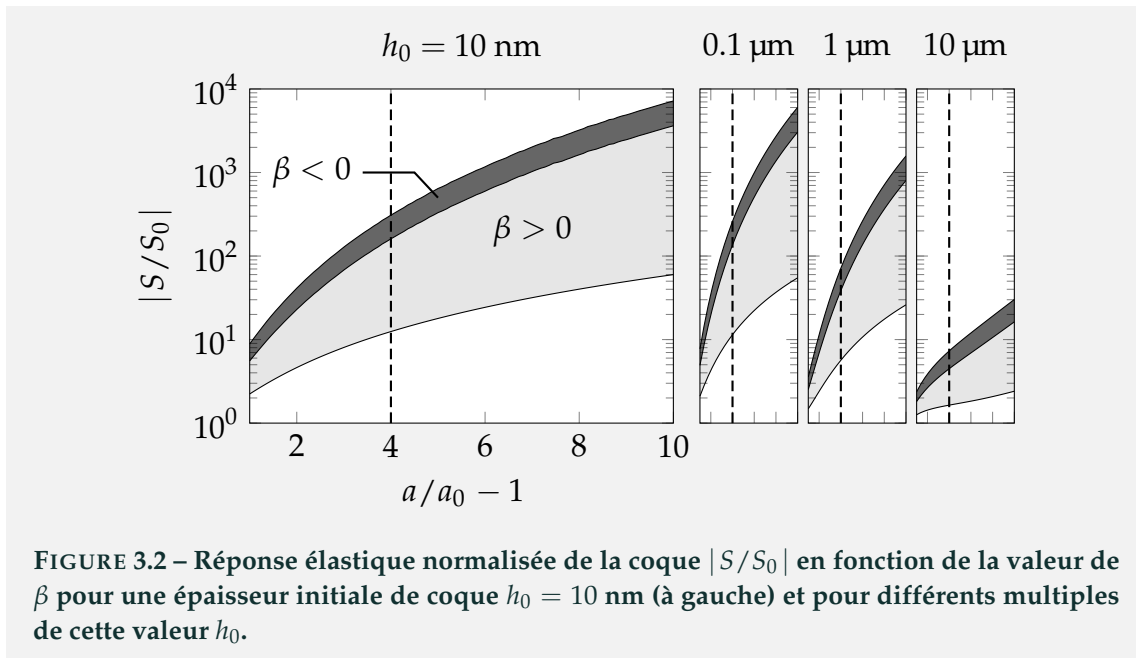 h₀ = 10 nm
0.1 µm
1 µm
10 µm
10⁴
10³
10²
10¹
10⁰
|S/S₀|
β < 0
β > 0
2 4 6 8 10
a/a₀ − 1
FIGURE 3.2 – Réponse élastique normalisée de la coque |S/S₀| en fonction de la valeur de
β pour une épaisseur initiale de coque h₀ = 10 nm (à gauche) et pour différents multiples
de cette valeur h₀.